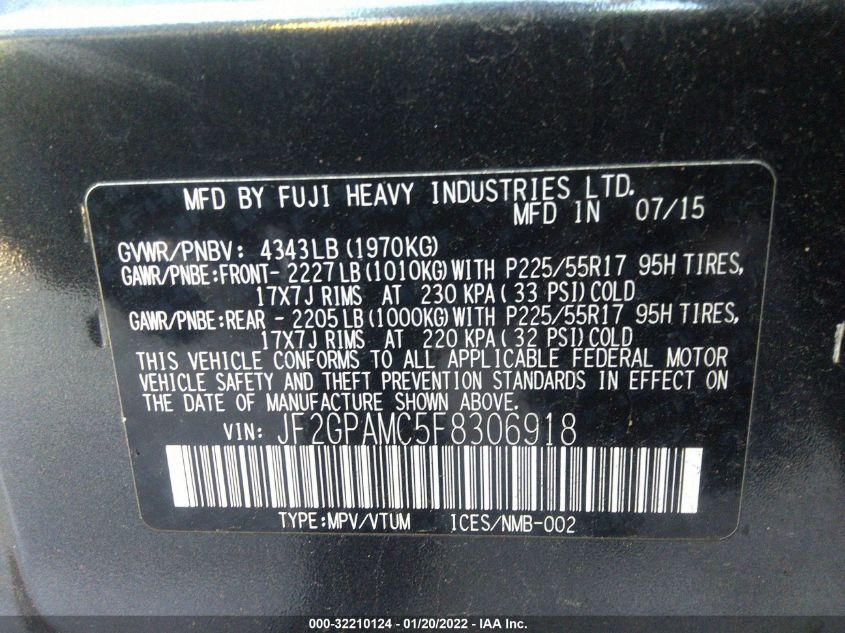 MFD BY FUJI HEAVY INDUSTRIES LTD.
MFD IN 07/15
GVWR/PNBV: 4343LB(1970KG)
GAWR/PNBE:FRONT- 2227LB(1010KG)WITH P225/55R17 95H TIRES,
17X7J RIMS AT 230 KPA(33 PSI)COLD
GAWR/PNBE:REAR - 2205LB(1000KG)WITH P225/55R17 95H TIRES,
17X7J RIMS AT 220 KPA(32 PSI)COLD
THIS VEHICLE CONFORMS TO ALL APPLICABLE FEDERAL MOTOR
VEHICLE SAFETY AND THEFT PREVENTION STANDARDS IN EFFECT ON
THE DATE OF MANUFACTURE SHOWN ABOVE.
VIN: JF2GPAMC5F8306918
TYPE:MPV/VTUM ICES/NMB-002
000-32210124 - 01/20/2022 - IAA Inc.